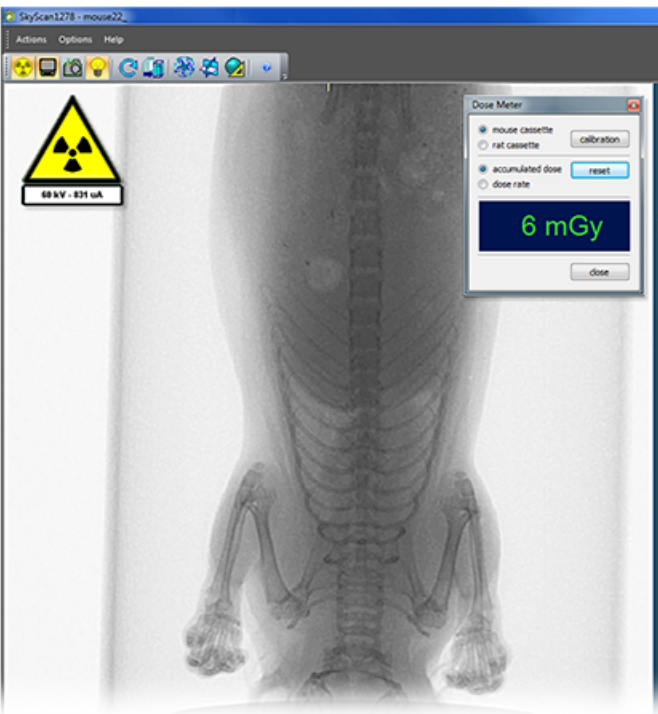 SkyScan1278 - mouse22_
Actions Options Help
Dose Meter
mouse cassette
rat cassette
calibration
accumulated dose
dose rate
reset
6 mGy
close
60 kV - 831 uA